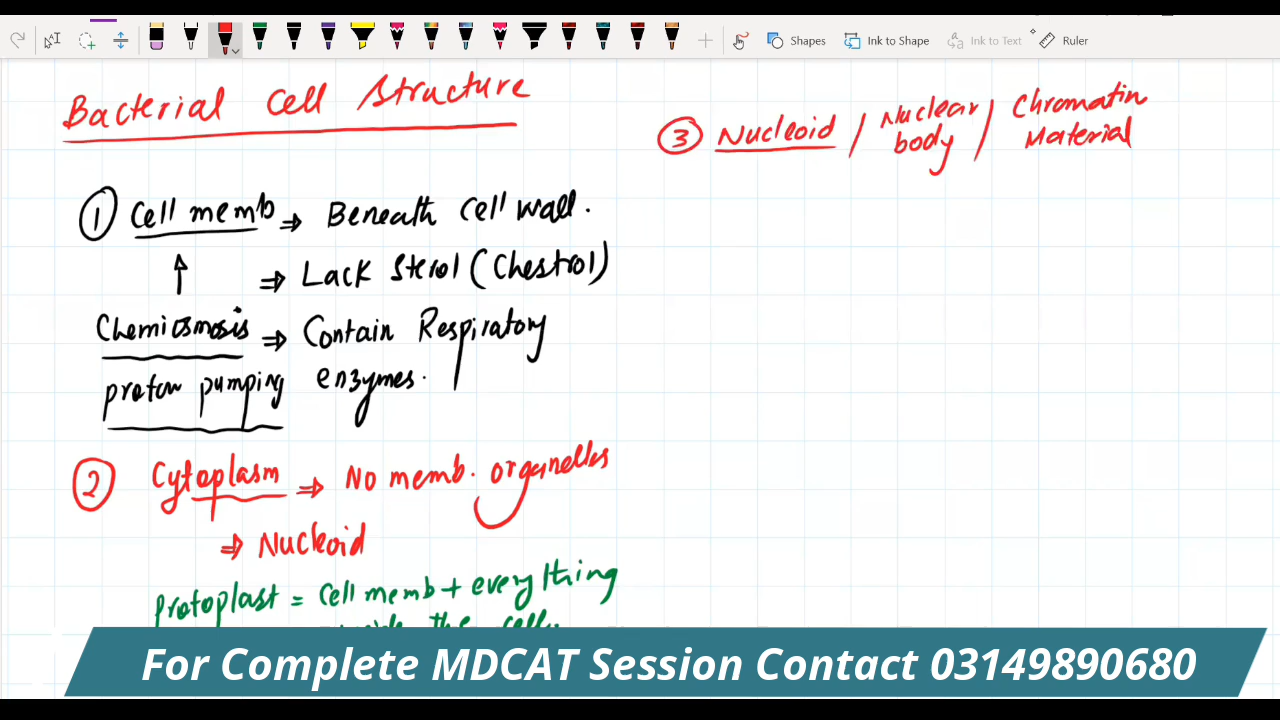 Shapes
Ink to Shape
Ink to Text
Ruler
Bacterial Cell Structure
① Cell memb ⇒ Beneath Cell wall.
↑ ⇒ Lack Sterol (Chestrol)
Chemiosmosis ⇒ Contain Respiratory
proton pumping enzymes.
② Cytoplasm ⇒ No memb. organelles
⇒ Nucleoid
Protoplast = Cell memb + everything
the cell
③ Nucleoid / Nuclear body / Chromatin Material
For Complete MDCAT Session Contact 03149890680